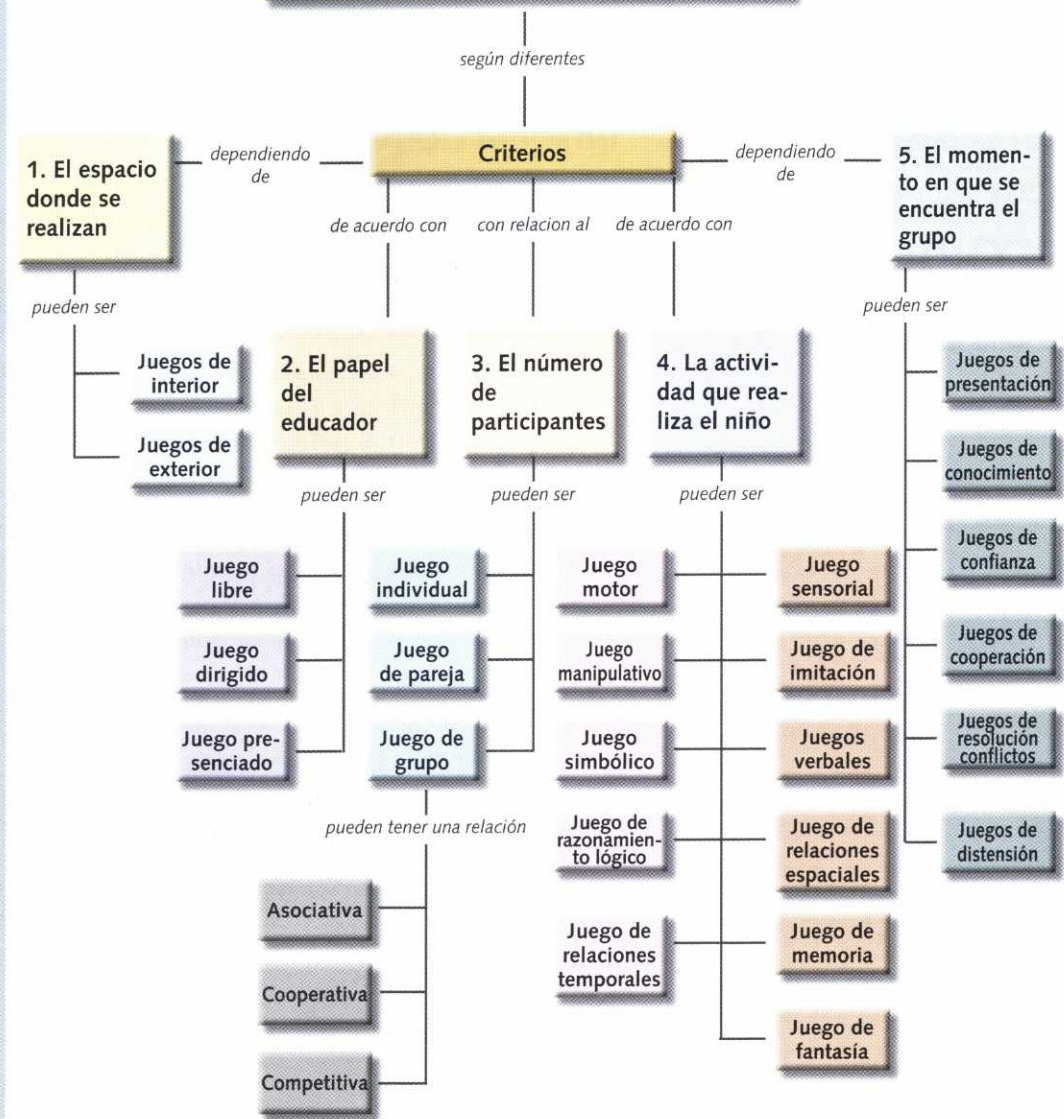 según diferentes
Criterios
dependiendo
de
dependiendo
de
1. El espacio
donde se
realizan
5. El momen-
to en que se
encuentra el
grupo
de acuerdo con
con relacion al
de acuerdo con
pueden ser
Juegos de
interior
Juegos de
exterior
2. El papel
del
educador
pueden ser
Juego
libre
Juego
dirigido
Juego pre-
senciado
3. El número
de
participantes
pueden ser
Juego
individual
Juego
de pareja
Juego de
grupo
pueden tener una relación
Asociativa
Cooperativa
Competitiva
4. La activi-
dad que rea-
liza el niño
pueden ser
Juego
motor
Juego
manipulativo
Juego
simbólico
Juego de
razonamien-
to lógico
Juego de
relaciones
temporales
Juego
sensorial
Juego de
imitación
Juegos
verbales
Juego de
relaciones
espaciales
Juego de
memoria
Juego de
fantasía
pueden ser
Juegos de
presentación
Juegos de
conocimiento
Juegos de
confianza
Juegos de
cooperación
Juegos de
resolución
conflictos
Juegos de
distensión